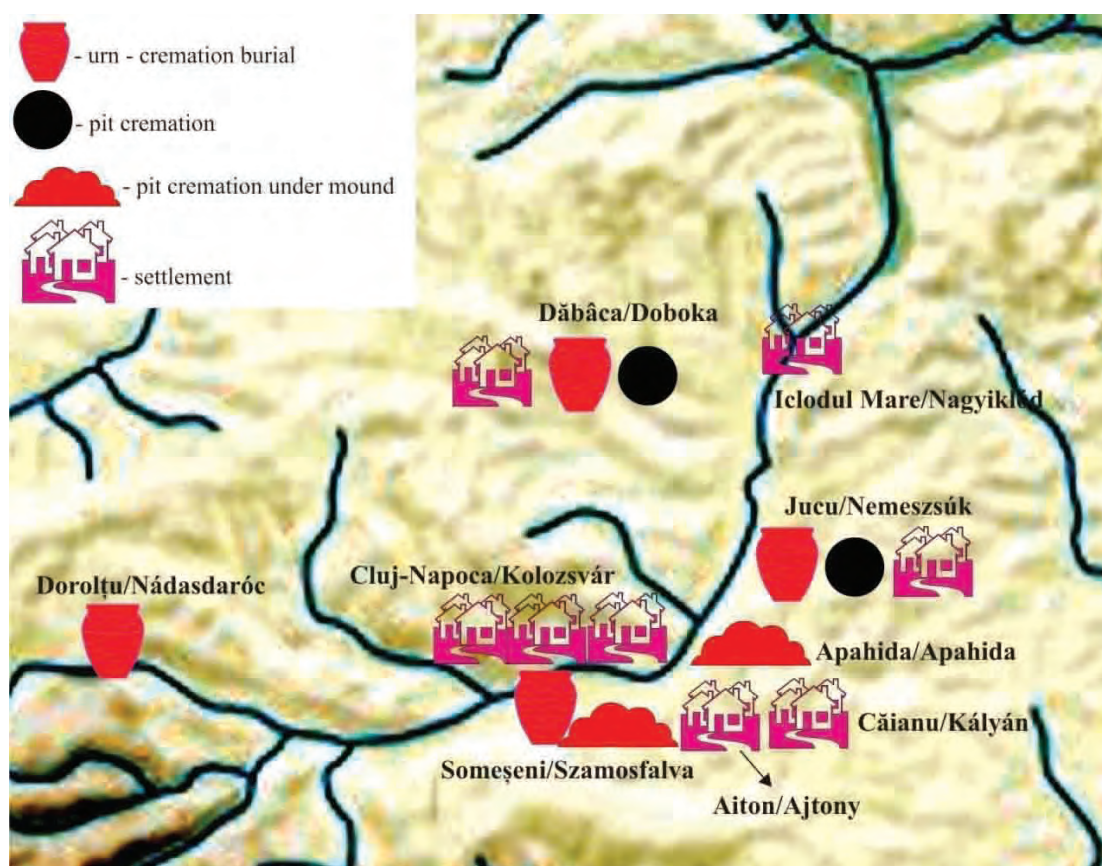 - urn - cremation burial
- pit cremation
- pit cremation under mound
- settlement
Dăbâca/Doboka
Iclodul Mare/Nagyiklód
Jucu/Nemeszsúk
Cluj-Napoca/Kolozsvár
Dorolțu/Nádasdaróc
Apahida/Apahida
Căianu/Kályán
Someșeni/Szamosfalva
Aiton/Ajtony